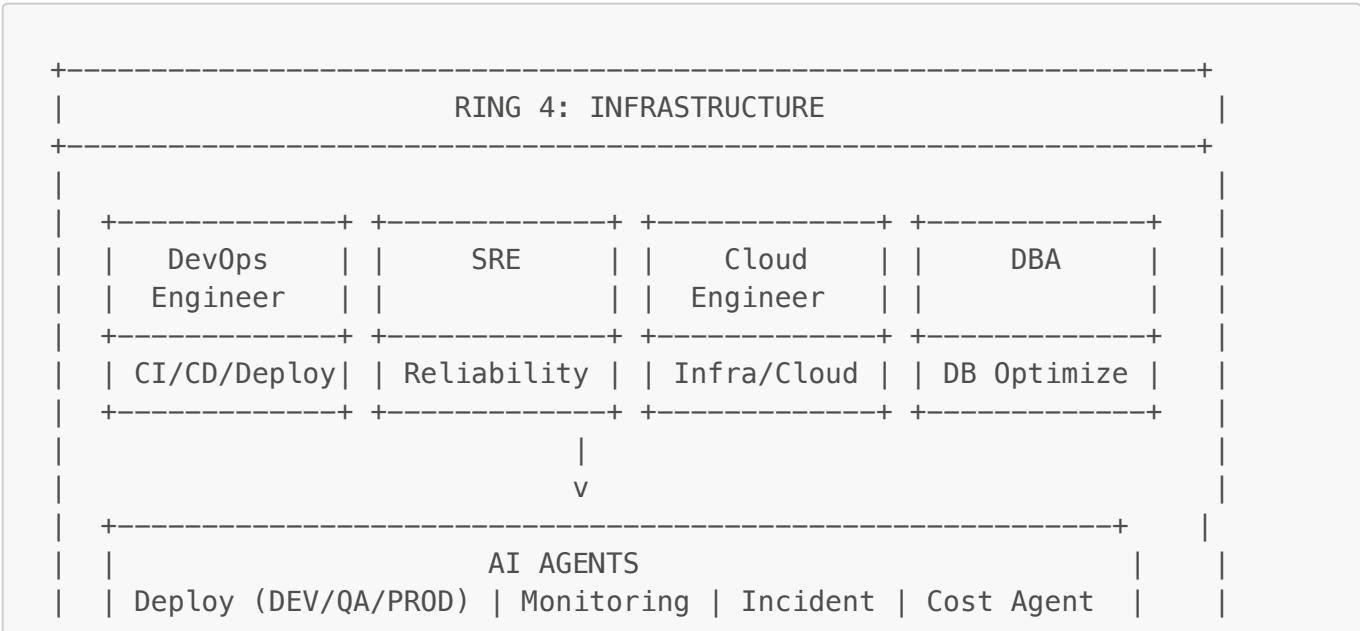 +-------------------------------------------------------------------+
|                       RING 4: INFRASTRUCTURE                       |
+-------------------------------------------------------------------+
|                                                                    |
|  +-------------+ +-------------+ +-------------+ +-------------+   |
|  |   DevOps    | |     SRE     | |    Cloud    | |     DBA     |   |
|  |  Engineer   | |             | |  Engineer   | |             |   |
|  +-------------+ +-------------+ +-------------+ +-------------+   |
|  | CI/CD/Deploy| | Reliability | | Infra/Cloud | | DB Optimize |   |
|  +-------------+ +-------------+ +-------------+ +-------------+   |
|                              |                                     |
|                              v                                     |
|  +-----------------------------------------------------------+    |
|  |                      AI AGENTS                             |    |
|  | Deploy (DEV/QA/PROD) | Monitoring | Incident | Cost Agent  |    |